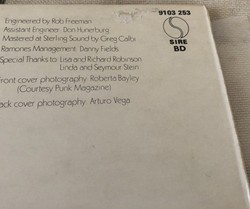 Engineered by Rob Freeman
Assistant Engineer: Don Hunerburg
Mastered at Sterling Sound by Greg Calbi
Ramones Management: Danny Fields
Special Thanks to: Lisa and Richard Robinson
Linda and Seymour Stein
Front cover photography: Roberta Bayley
(Courtesy Punk Magazine)
ack cover photography: Arturo Vega
9103 253
SIRE
BD